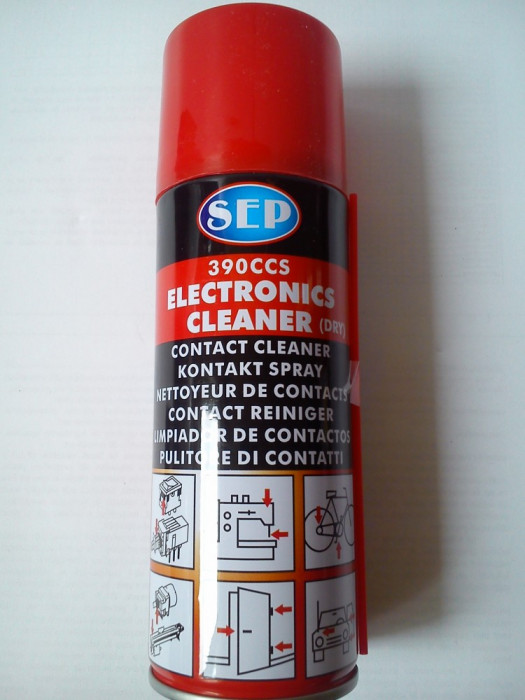 SEP
390CCS
ELECTRONICS
CLEANER (DRY)
CONTACT CLEANER
KONTAKT SPRAY
NETTOYEUR DE CONTACTS
CONTACT REINIGER
LIMPIADOR DE CONTACTOS
PULITORE DI CONTATTI